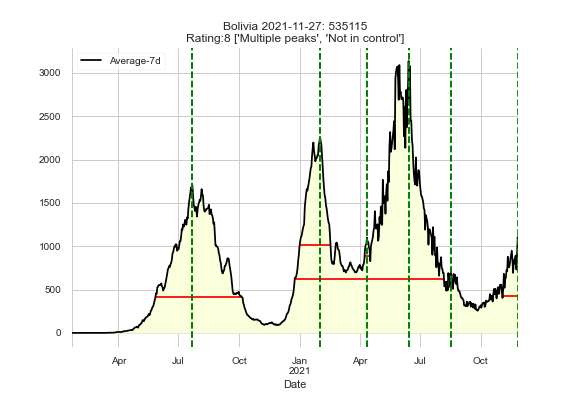 Bolivia 2021-11-27: 535115
Rating:8 ['Multiple peaks', 'Not in control']
Average-7d
3000
2500
2000
1500
1000
500
0
Apr Jul Oct Jan Apr Jul Oct
2021
Date